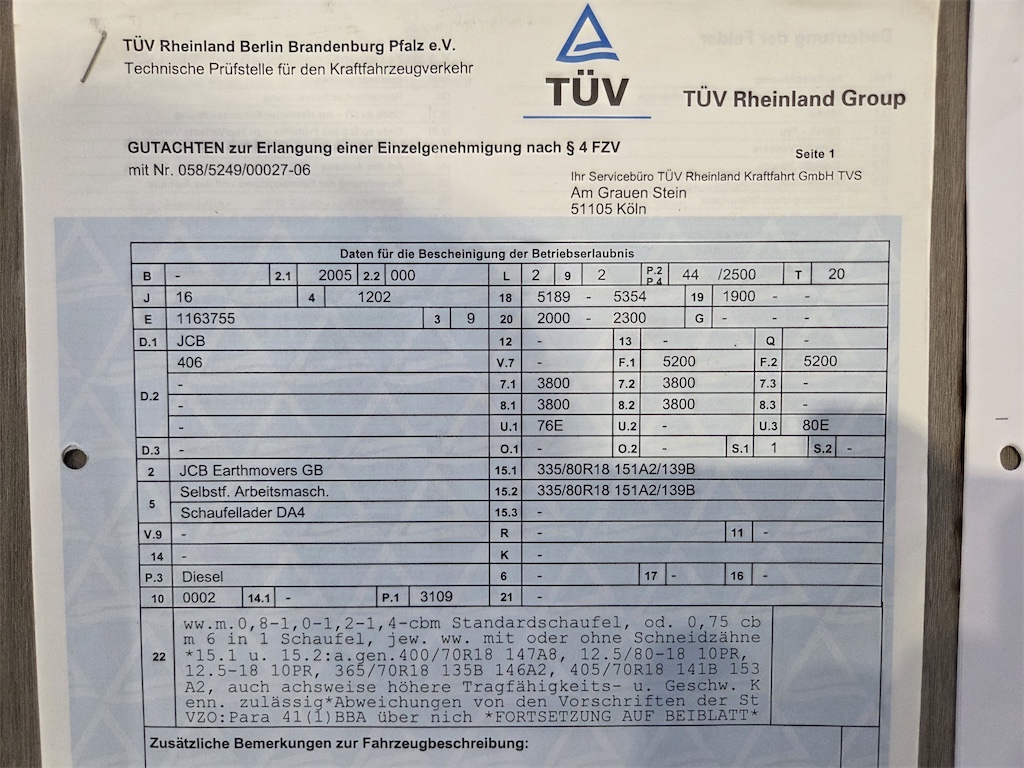 TÜV Rheinland Berlin Brandenburg Pfalz e.V.
Technische Prüfstelle für den Kraftfahrzeugverkehr
TÜV
TÜV Rheinland Group
GUTACHTEN zur Erlangung einer Einzelgenehmigung nach § 4 FZV
mit Nr. 058/5249/00027-06
Seite 1
Ihr Servicebüro TÜV Rheinland Kraftfahrt GmbH TVS
Am Grauen Stein
51105 Köln
Daten für die Bescheinigung der Betriebserlaubnis
B - 2.1 2005 2.2 000 L 2 9 2 P.2 P.4 44 /2500 T 20
J 16 4 1202 18 5189 - 5354 19 1900 - -
E 1163755 3 9 20 2000 - 2300 G - - -
D.1 JCB 12 - 13 - Q -
D.2 406 V.7 - F.1 5200 F.2 5200
- 7.1 3800 7.2 3800 7.3 -
- 8.1 3800 8.2 3800 8.3 -
- U.1 76E U.2 - U.3 80E
D.3 - O.1 - O.2 - S.1 1 S.2 -
2 JCB Earthmovers GB 15.1 335/80R18 151A2/139B
5 Selbstf. Arbeitsmasch. 15.2 335/80R18 151A2/139B
Schaufellader DA4 15.3 -
V.9 - R - 11 -
14 - K -
P.3 Diesel 6 - 17 - 16 -
10 0002 14.1 - P.1 3109 21 -
22 ww.m.0,8-1,0-1,2-1,4-cbm Standardschaufel, od. 0,75 cb
m 6 in 1 Schaufel, jew. ww. mit oder ohne Schneidzähne
*15.1 u. 15.2:a.gen.400/70R18 147A8, 12.5/80-18 10PR,
12.5-18 10PR, 365/70R18 135B 146A2, 405/70R18 141B 153
A2, auch achsweise höhere Tragfähigkeits- u. Geschw. K
enn. zulässig*Abweichungen von den Vorschriften der St
VZO:Para 41(1)BBA über nich *FORTSETZUNG AUF BEIBLATT*
Zusätzliche Bemerkungen zur Fahrzeugbeschreibung: